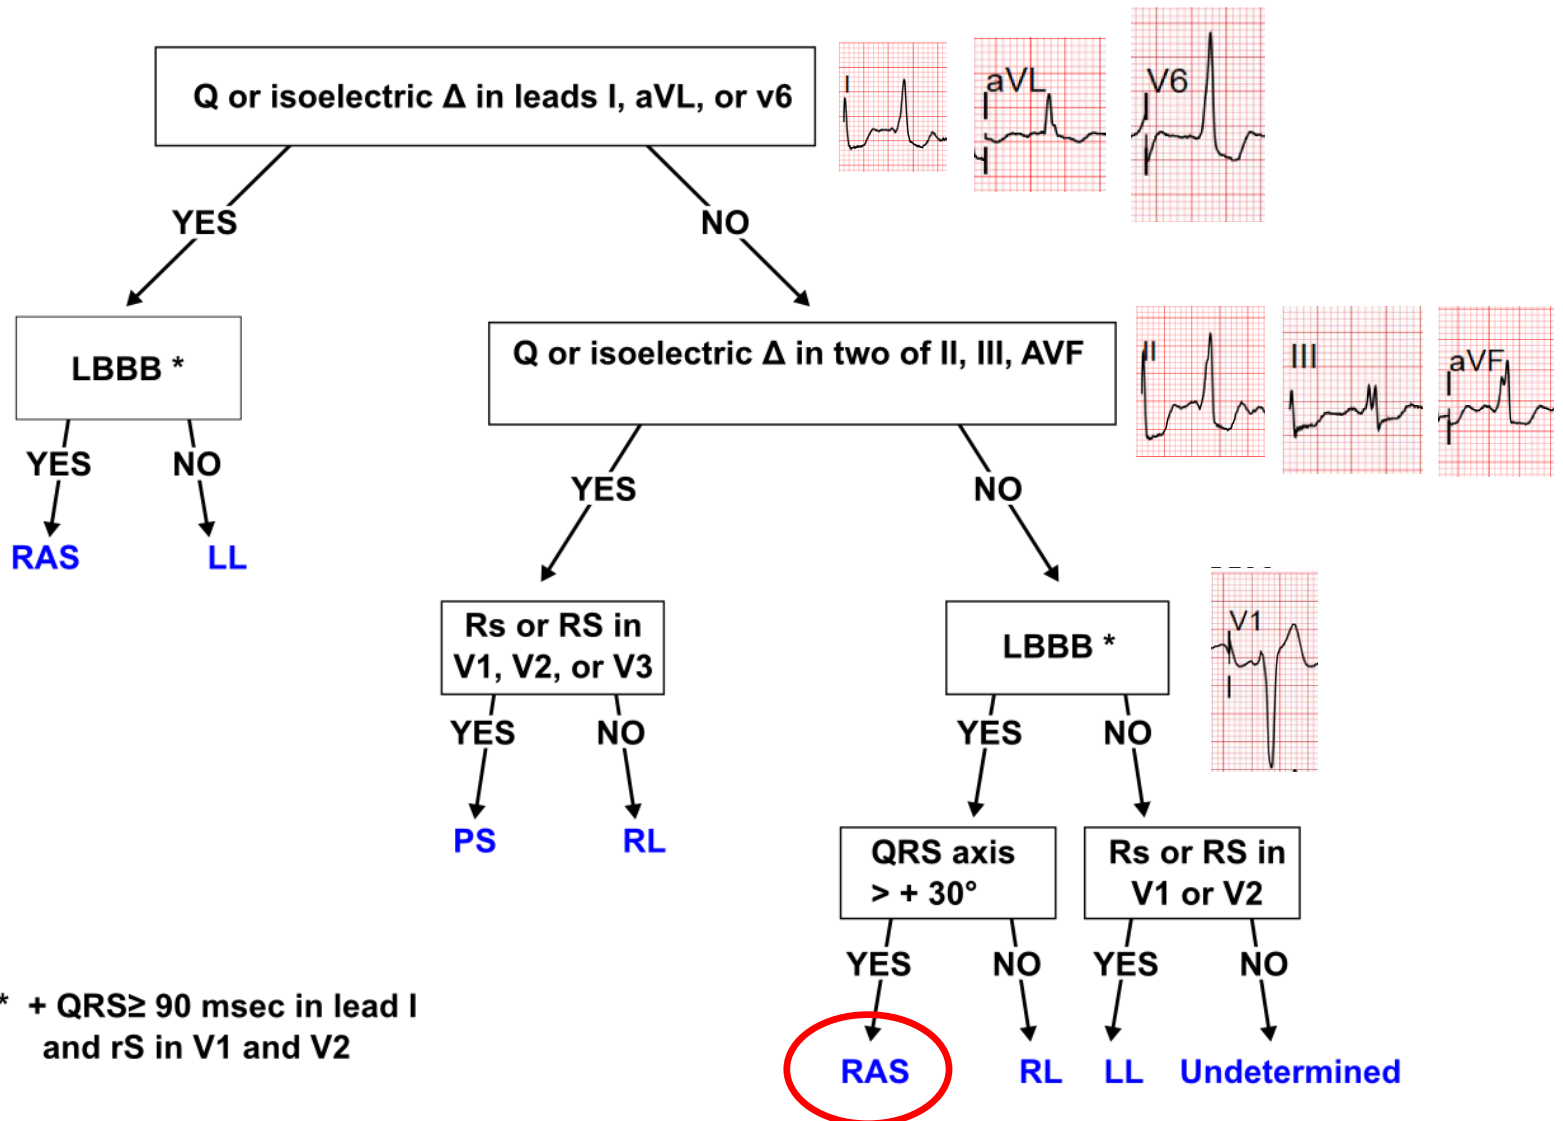 Q or isoelectric Δ in leads I, aVL, or v6
I
aVL
V6
YES
NO
LBBB *
Q or isoelectric Δ in two of II, III, AVF
II
III
aVF
YES
NO
YES
NO
RAS
LL
Rs or RS in
V1, V2, or V3
LBBB *
V1
YES
NO
YES
NO
PS
RL
QRS axis
> + 30°
Rs or RS in
V1 or V2
YES
NO
YES
NO
* + QRS≥ 90 msec in lead I
and rS in V1 and V2
RAS
RL
LL
Undetermined